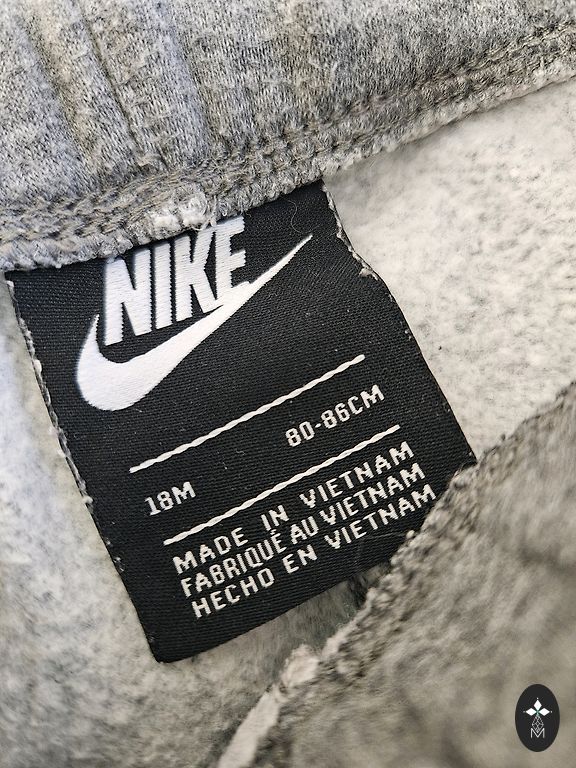 NIKE
80-86CM
18M
MADE IN VIETNAM
FABRIQUÉ AU VIETNAM
HECHO EN VIETNAM
M